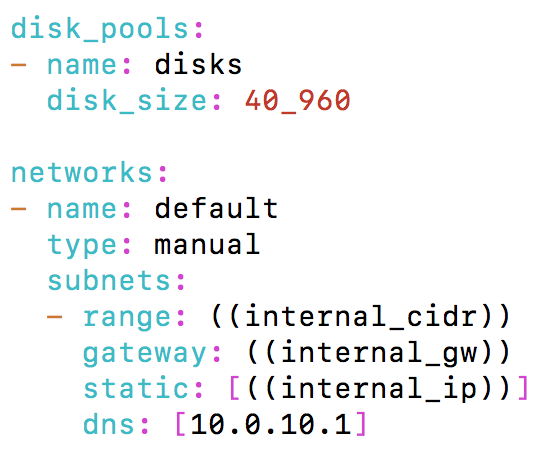 disk_pools:
- name: disks
  disk_size: 40_960

networks:
- name: default
  type: manual
  subnets:
  - range: ((internal_cidr))
    gateway: ((internal_gw))
    static: [((internal_ip))]
    dns: [10.0.10.1]